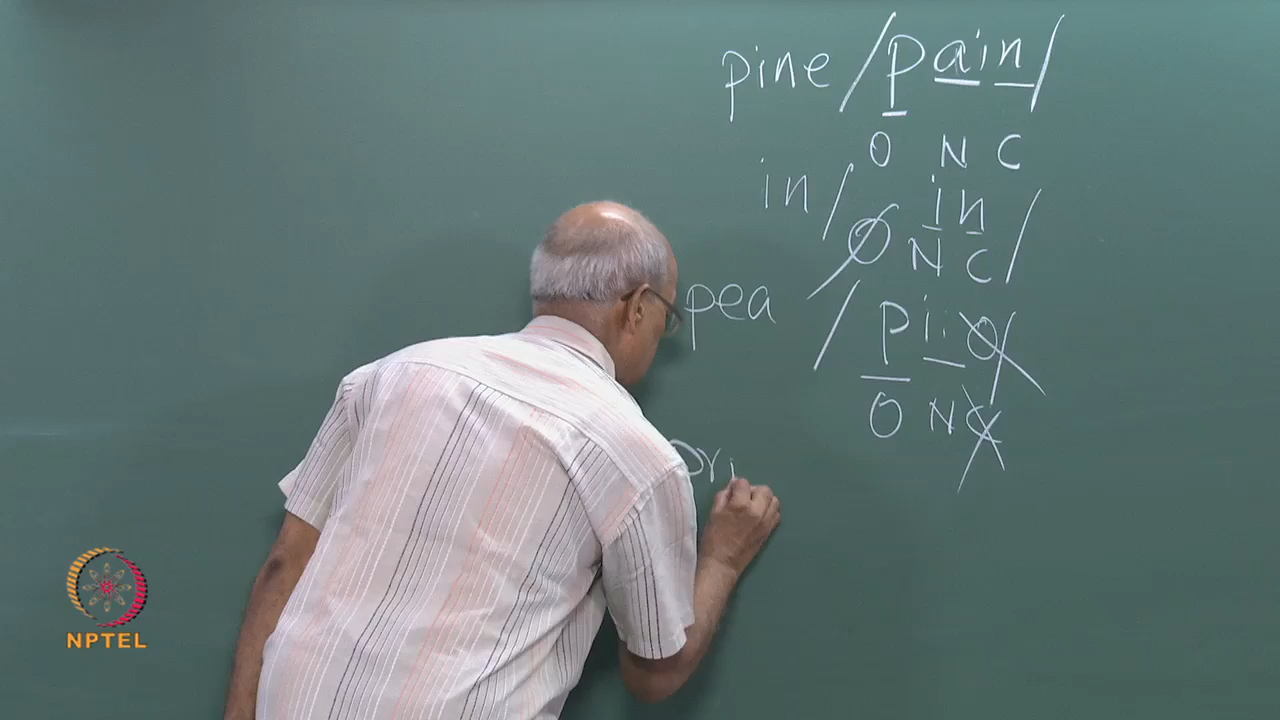 pine /pain/
O N C
in / in /
Ø N C
pea / pi: Ø /
O N C
NPTEL